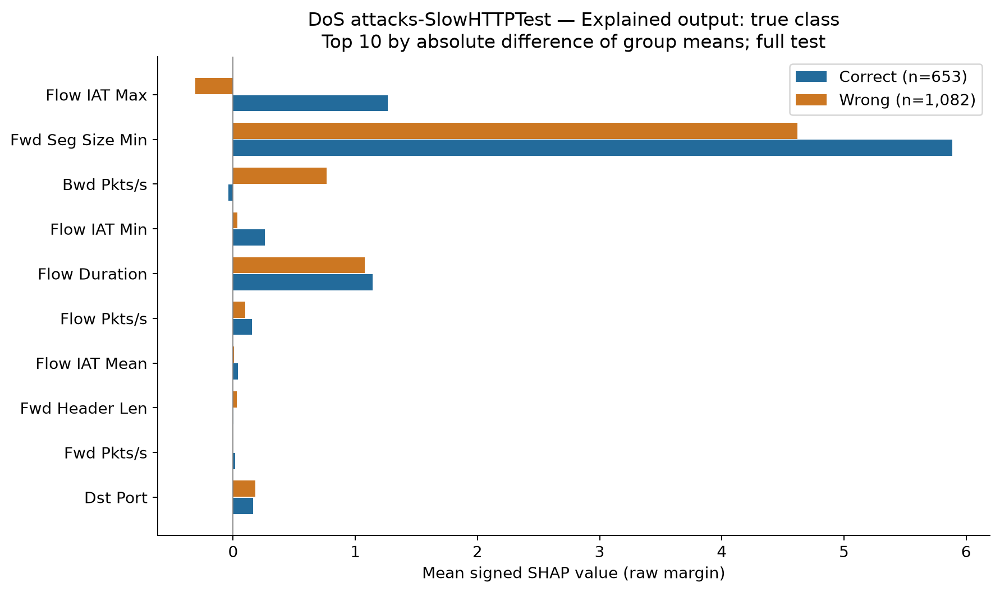 DoS attacks-SlowHTTPTest — Explained output: true class
Top 10 by absolute difference of group means; full test
Correct (n=653)
Wrong (n=1,082)
Flow IAT Max
Fwd Seg Size Min
Bwd Pkts/s
Flow IAT Min
Flow Duration
Flow Pkts/s
Flow IAT Mean
Fwd Header Len
Fwd Pkts/s
Dst Port
0 1 2 3 4 5 6
Mean signed SHAP value (raw margin)